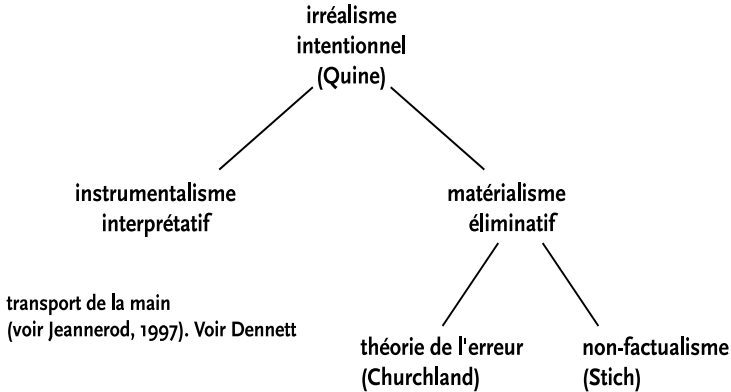 irréalisme
intentionnel
(Quine)
instrumentalisme
interprétatif
matérialisme
éliminatif
transport de la main
(voir Jeannerod, 1997). Voir Dennett
théorie de l'erreur
(Churchland)
non-factualisme
(Stich)